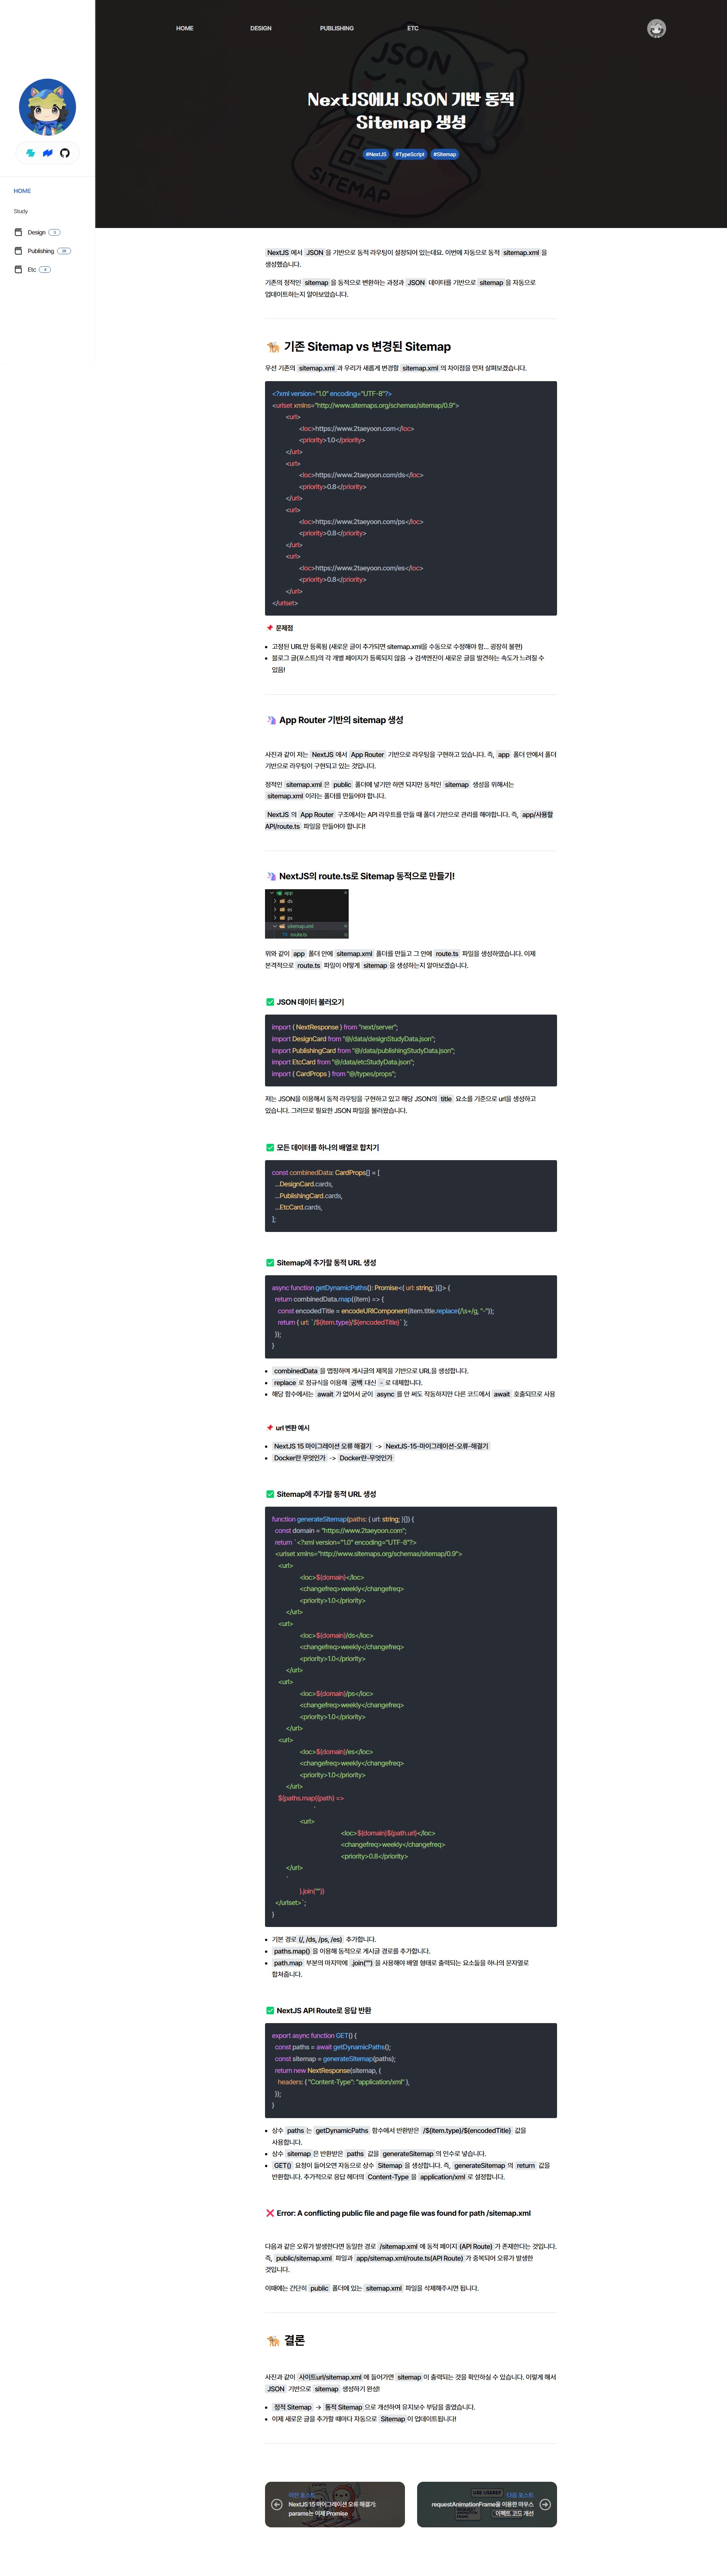 HOME
DESIGN
PUBLISHING
ETC
JSON
SITEMAP
NextJS에서 JSON 기반 동적
Sitemap 생성
#NextJS #TypeScript #Sitemap
HOME
Study
Design 3
Publishing
Etc 4
NextJS 에서 JSON 을 기반으로 동적 라우팅이 설정되어 있는데요. 이번에 자동으로 동적 sitemap.xml 을
생성했습니다.
기존의 정적인 sitemap 을 동적으로 변환하는 과정과 JSON 데이터를 기반으로 sitemap 을 자동으로
업데이트하는지 알아보았습니다.
🐪 기존 Sitemap vs 변경된 Sitemap
우선 기존의 sitemap.xml 과 우리가 새롭게 변경할 sitemap.xml 의 차이점을 먼저 살펴보겠습니다.
<?xml version="1.0" encoding="UTF-8"?>
<urlset xmlns="http://www.sitemaps.org/schemas/sitemap/0.9">
<url>
<loc>https://www.2taeyoon.com</loc>
<priority>1.0</priority>
</url>
<url>
<loc>https://www.2taeyoon.com/ds</loc>
<priority>0.8</priority>
</url>
<url>
<loc>https://www.2taeyoon.com/ps</loc>
<priority>0.8</priority>
</url>
<url>
<loc>https://www.2taeyoon.com/es</loc>
<priority>0.8</priority>
</url>
</urlset>
📌 문제점
• 고정된 URL만 등록됨 (새로운 글이 추가되면 sitemap.xml을 수동으로 수정해야 함... 굉장히 불편)
• 블로그 글(포스트)의 각 개별 페이지가 등록되지 않음 → 검색엔진이 새로운 글을 발견하는 속도가 느려질 수
있음!
🦄 App Router 기반의 sitemap 생성
사진과 같이 저는 NextJS 에서 App Router 기반으로 라우팅을 구현하고 있습니다. 즉, app 폴더 안에서 폴더
기반으로 라우팅이 구현되고 있는 것입니다.
정적인 sitemap.xml 은 public 폴더에 넣기만 하면 되지만 동적인 sitemap 생성을 위해서는
sitemap.xml 이라는 폴더를 만들어야 합니다.
NextJS 의 App Router 구조에서는 API 라우트를 만들 때 폴더 기반으로 관리를 해야합니다. 즉, app/사용할
API/route.ts 파일을 만들어야 합니다!
🦄 NextJS의 route.ts로 Sitemap 동적으로 만들기!
app
ds
es
ps
sitemap.xml
route.ts
위와 같이 app 폴더 안에 sitemap.xml 폴더를 만들고 그 안에 route.ts 파일을 생성하였습니다. 이제
본격적으로 route.ts 파일이 어떻게 sitemap 을 생성하는지 알아보겠습니다.
✅ JSON 데이터 불러오기
import { NextResponse } from "next/server";
import DesignCard from "@/data/designStudyData.json";
import PublishingCard from "@/data/publishingStudyData.json";
import EtcCard from "@/data/etcStudyData.json";
import { CardProps } from "@/types/props";
저는 JSON을 이용해서 동적 라우팅을 구현하고 있고 해당 JSON의 title 요소를 기준으로 url을 생성하고
있습니다. 그러므로 필요한 JSON 파일을 불러왔습니다.
✅ 모든 데이터를 하나의 배열로 합치기
const combinedData: CardProps[] = [
...DesignCard.cards,
...PublishingCard.cards,
...EtcCard.cards,
];
✅ Sitemap에 추가할 동적 URL 생성
async function getDynamicPaths(): Promise<{ url: string; }[]> {
return combinedData.map((item) => {
const encodedTitle = encodeURIComponent(item.title.replace(/\s+/g, "-"));
return { url: `/${item.type}/${encodedTitle}` };
});
}
• combinedData 을 맵핑하며 게시글의 제목을 기반으로 URL을 생성합니다.
• replace 로 정규식을 이용해 공백 대신 - 로 대체합니다.
• 해당 함수에서는 await 가 없어서 굳이 async 를 안 써도 작동하지만 다른 코드에서 await 호출되므로 사용
📌 url 변환 예시
• NextJS 15 마이그레이션 오류 해결기 -> NextJS-15-마이그레이션-오류-해결기
• Docker란 무엇인가 -> Docker란-무엇인가
✅ Sitemap에 추가할 동적 URL 생성
function generateSitemap(paths: { url: string; }[]) {
const domain = "https://www.2taeyoon.com";
return `<?xml version="1.0" encoding="UTF-8"?>
<urlset xmlns="http://www.sitemaps.org/schemas/sitemap/0.9">
<url>
<loc>${domain}</loc>
<changefreq>weekly</changefreq>
<priority>1.0</priority>
</url>
<url>
<loc>${domain}/ds</loc>
<changefreq>weekly</changefreq>
<priority>1.0</priority>
</url>
<url>
<loc>${domain}/ps</loc>
<changefreq>weekly</changefreq>
<priority>1.0</priority>
</url>
<url>
<loc>${domain}/es</loc>
<changefreq>weekly</changefreq>
<priority>1.0</priority>
</url>
${paths.map((path) =>
`
<url>
<loc>${domain}${path.url}</loc>
<changefreq>weekly</changefreq>
<priority>0.8</priority>
</url>
`
).join("")}
</urlset>`;
}
• 기본 경로 (/, /ds, /ps, /es) 추가합니다.
• paths.map() 을 이용해 동적으로 게시글 경로를 추가합니다.
• path.map 부분의 마지막에 .join("") 을 사용해야 배열 형태로 출력되는 요소들을 하나의 문자열로
합쳐줍니다.
✅ NextJS API Route로 응답 반환
export async function GET() {
const paths = await getDynamicPaths();
const sitemap = generateSitemap(paths);
return new NextResponse(sitemap, {
headers: { "Content-Type": "application/xml" },
});
}
• 상수 paths 는 getDynamicPaths 함수에서 반환받은 /${item.type}/${encodedTitle} 값을
사용합니다.
• 상수 sitemap 은 반환받은 paths 값을 generateSitemap 의 인수로 넣습니다.
• GET() 요청이 들어오면 자동으로 상수 Sitemap 을 생성합니다. 즉, generateSitemap 의 return 값을
반환합니다. 추가적으로 응답 헤더의 Content-Type 을 application/xml 로 설정합니다.
❌ Error: A conflicting public file and page file was found for path /sitemap.xml
다음과 같은 오류가 발생한다면 동일한 경로 /sitemap.xml 에 동적 페이지 (API Route) 가 존재한다는 것입니다.
즉, public/sitemap.xml 파일과 app/sitemap.xml/route.ts(API Route) 가 중복되어 오류가 발생한
것입니다.
이때에는 간단히 public 폴더에 있는 sitemap.xml 파일을 삭제해주시면 됩니다.
🐪 결론
사진과 같이 사이트url/sitemap.xml 에 들어가면 sitemap 이 출력되는 것을 확인하실 수 있습니다. 이렇게 해서
JSON 기반으로 sitemap 생성하기 완성!
• 정적 Sitemap → 동적 Sitemap 으로 개선하여 유지보수 부담을 줄였습니다.
• 이제 새로운 글을 추가할 때마다 자동으로 Sitemap 이 업데이트됩니다!
이전 포스트
NextJS 15 마이그레이션 오류 해결기:
params는 이제 Promise
다음 포스트
requestAnimationFrame을 이용한 마우스
이펙트 코드 개선